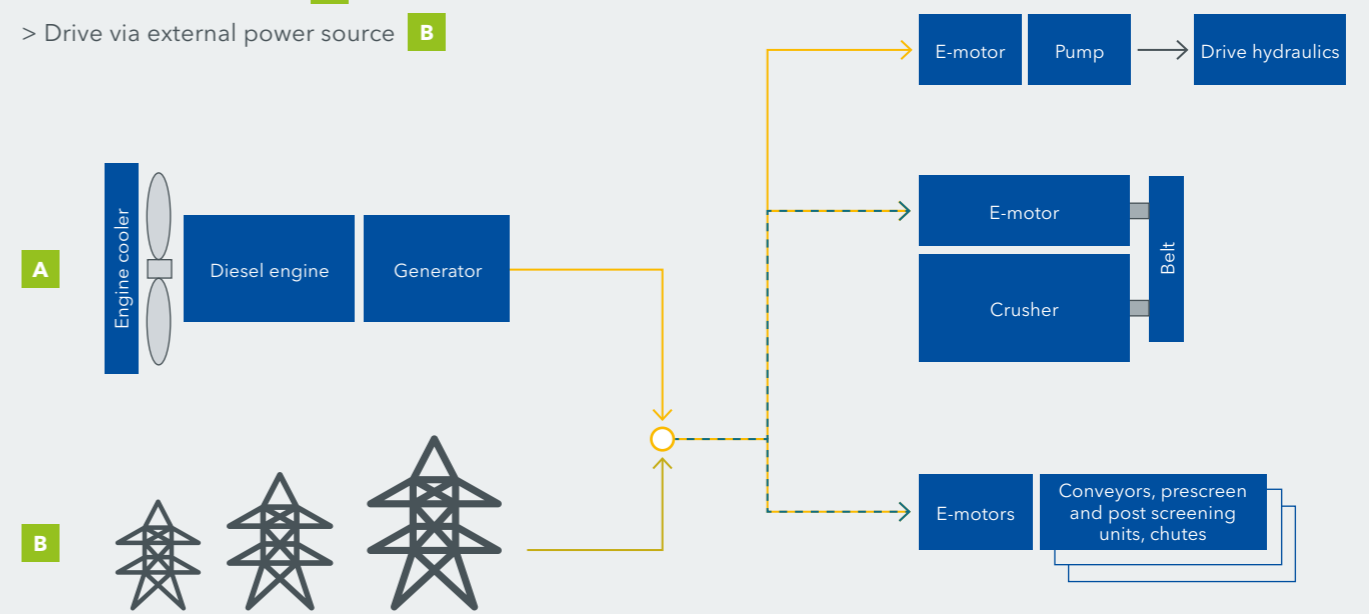 > Drive via external power source B
E-motor
Pump
Drive hydraulics
A
Engine cooler
Diesel engine
Generator
E-motor
Crusher
Belt
B
E-motors
Conveyors, prescreen
and post screening
units, chutes